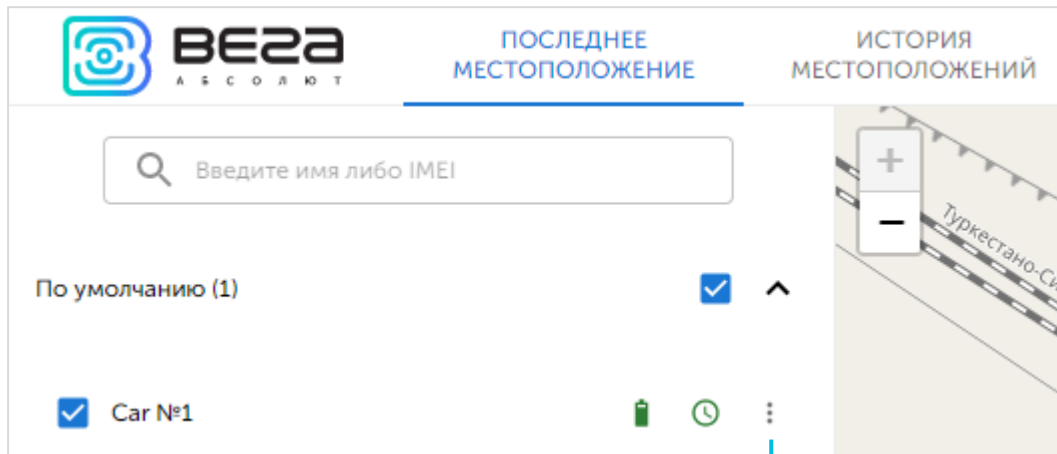 ВЕГА
АБСОЛЮТ
ПОСЛЕДНЕЕ
МЕСТОПОЛОЖЕНИЕ
ИСТОРИЯ
МЕСТОПОЛОЖЕНИЙ
Введите имя либо IMEI
По умолчанию (1)
Car №1
+
−
Туркестано-Си